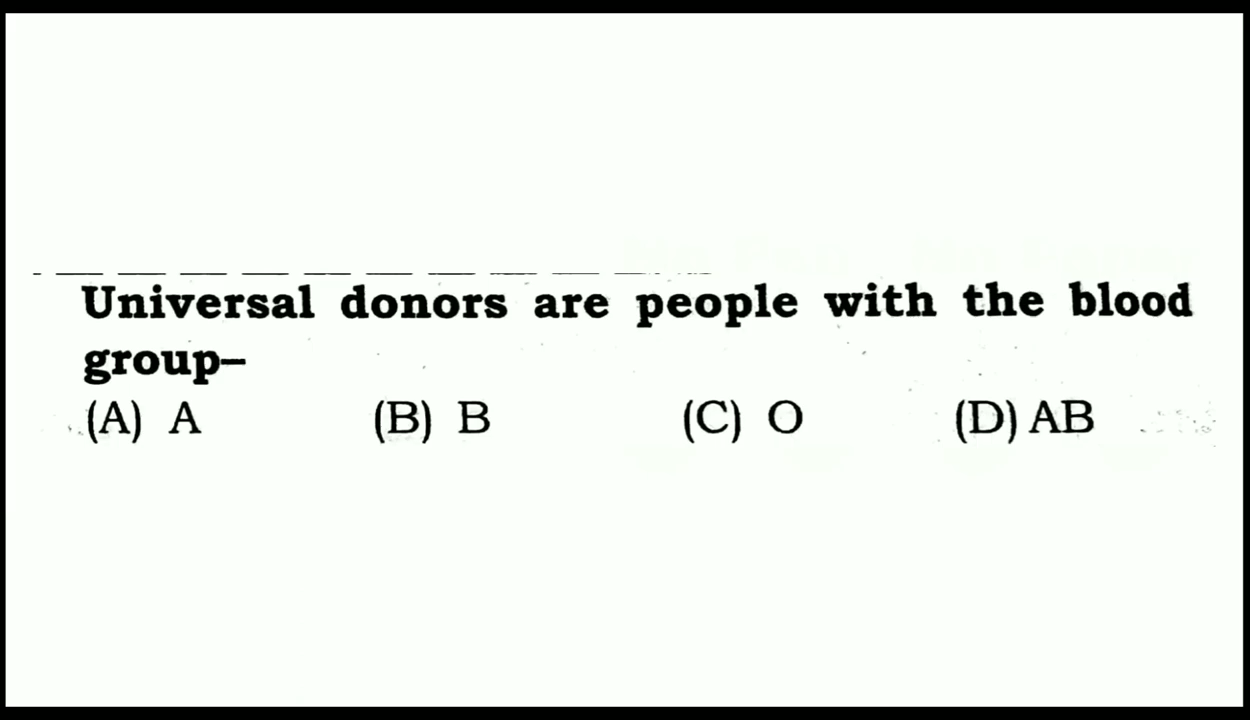 Universal donors are people with the blood
group–
(A) A (B) B (C) O (D) AB